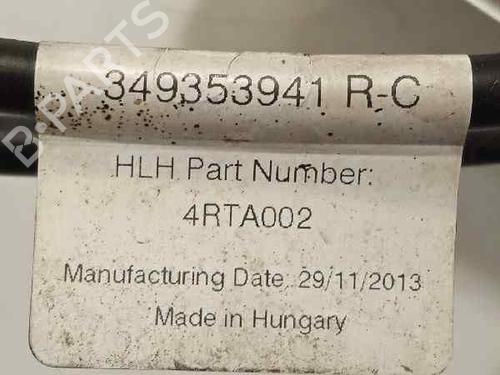 349353941 R-C
HLH Part Number:
4RTA002
Manufacturing Date: 29/11/2013
Made in Hungary
B-PARTS